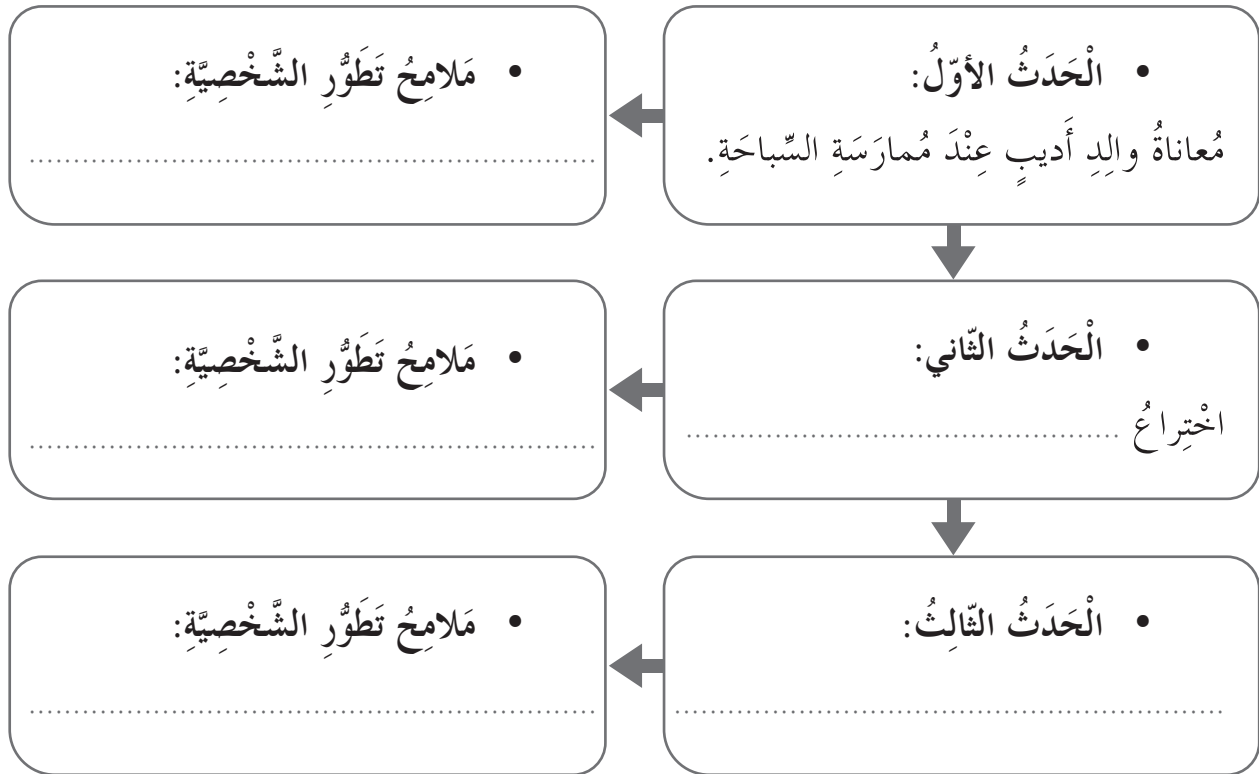 • الْحَدَثُ الأوّلُ:
مُعاناةُ والِدِ أَديبٍ عِنْدَ مُمارَسَةِ السِّباحَةِ.
• مَلامِحُ تَطَوُّرِ الشَّخْصِيَّةِ:
................................................
• الْحَدَثُ الثّاني:
اخْتِراعُ ................................................
• مَلامِحُ تَطَوُّرِ الشَّخْصِيَّةِ:
................................................
• الْحَدَثُ الثّالِثُ:
................................................
• مَلامِحُ تَطَوُّرِ الشَّخْصِيَّةِ:
................................................